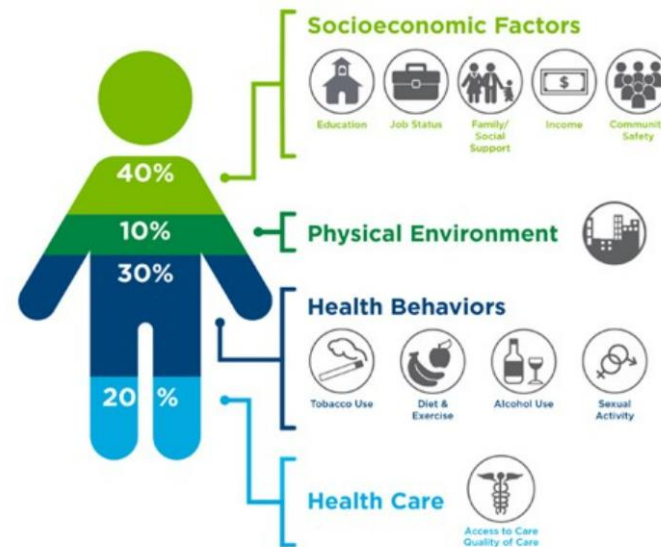 Socioeconomic Factors
$
Education
Job Status
Family/
Social
Support
Income
Communit
Safety
40%
10%
Physical Environment
30%
Health Behaviors
Tobacco Use
Diet &
Exercise
Alcohol Use
Sexual
Activity
20 %
Health Care
Access to Care
Quality of Care